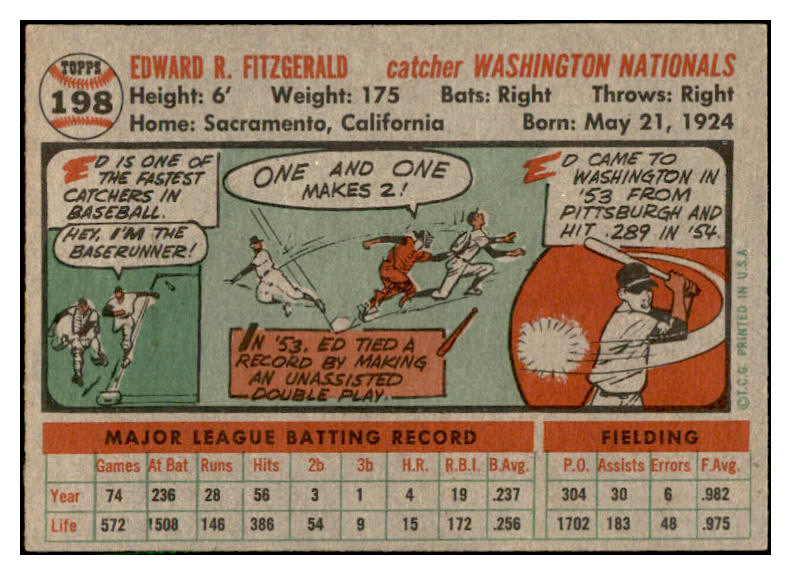 TOPPS
198
EDWARD R. FITZGERALD catcher WASHINGTON NATIONALS
Height: 6' Weight: 175 Bats: Right Throws: Right
Home: Sacramento, California Born: May 21, 1924
ED IS ONE OF
THE FASTEST
CATCHERS IN
BASEBALL.
HEY, I'M THE
BASERUNNER!
ONE AND ONE
MAKES 2!
IN '53, ED TIED A
RECORD BY MAKING
AN UNASSISTED
DOUBLE PLAY.
ED CAME TO
WASHINGTON IN
'53 FROM
PITTSBURGH AND
HIT .289 IN '54.
©T.C.G. PRINTED IN U.S.A.
MAJOR LEAGUE BATTING RECORD FIELDING
Games At Bat Runs Hits 2b 3b H.R. R.B.I. B.Avg. P.O. Assists Errors F.Avg.
Year 74 236 28 56 3 1 4 19 .237 304 30 6 .982
Life 572 1508 146 386 54 9 15 172 .256 1702 183 48 .975